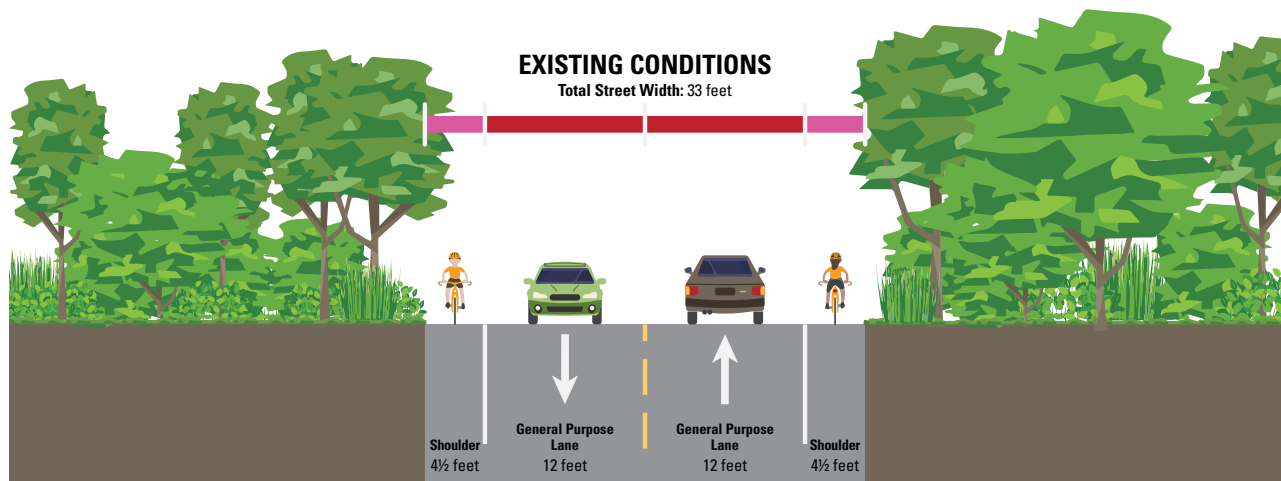 EXISTING CONDITIONS
Total Street Width: 33 feet
Shoulder
4½ feet
General Purpose
Lane
12 feet
General Purpose
Lane
12 feet
Shoulder
4½ feet